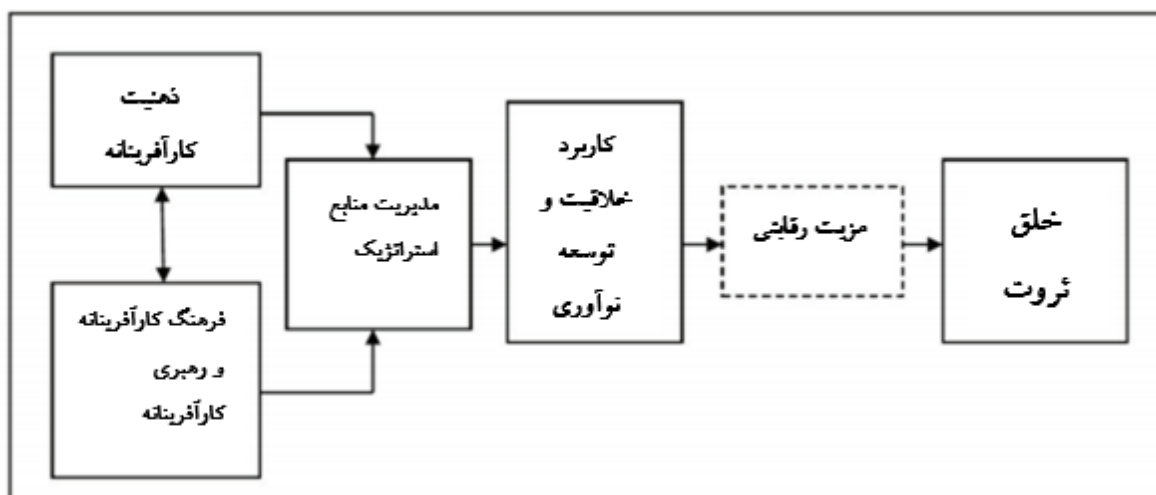 ذهنیت
کارآفرینانه
فرهنگ کارآفرینانه
و رهبری
کارآفرینانه
مدیریت منابع
استراتژیک
کاربرد
خلاقیت و
توسعه
نوآوری
مزیت رقابتی
خلق
ثروت